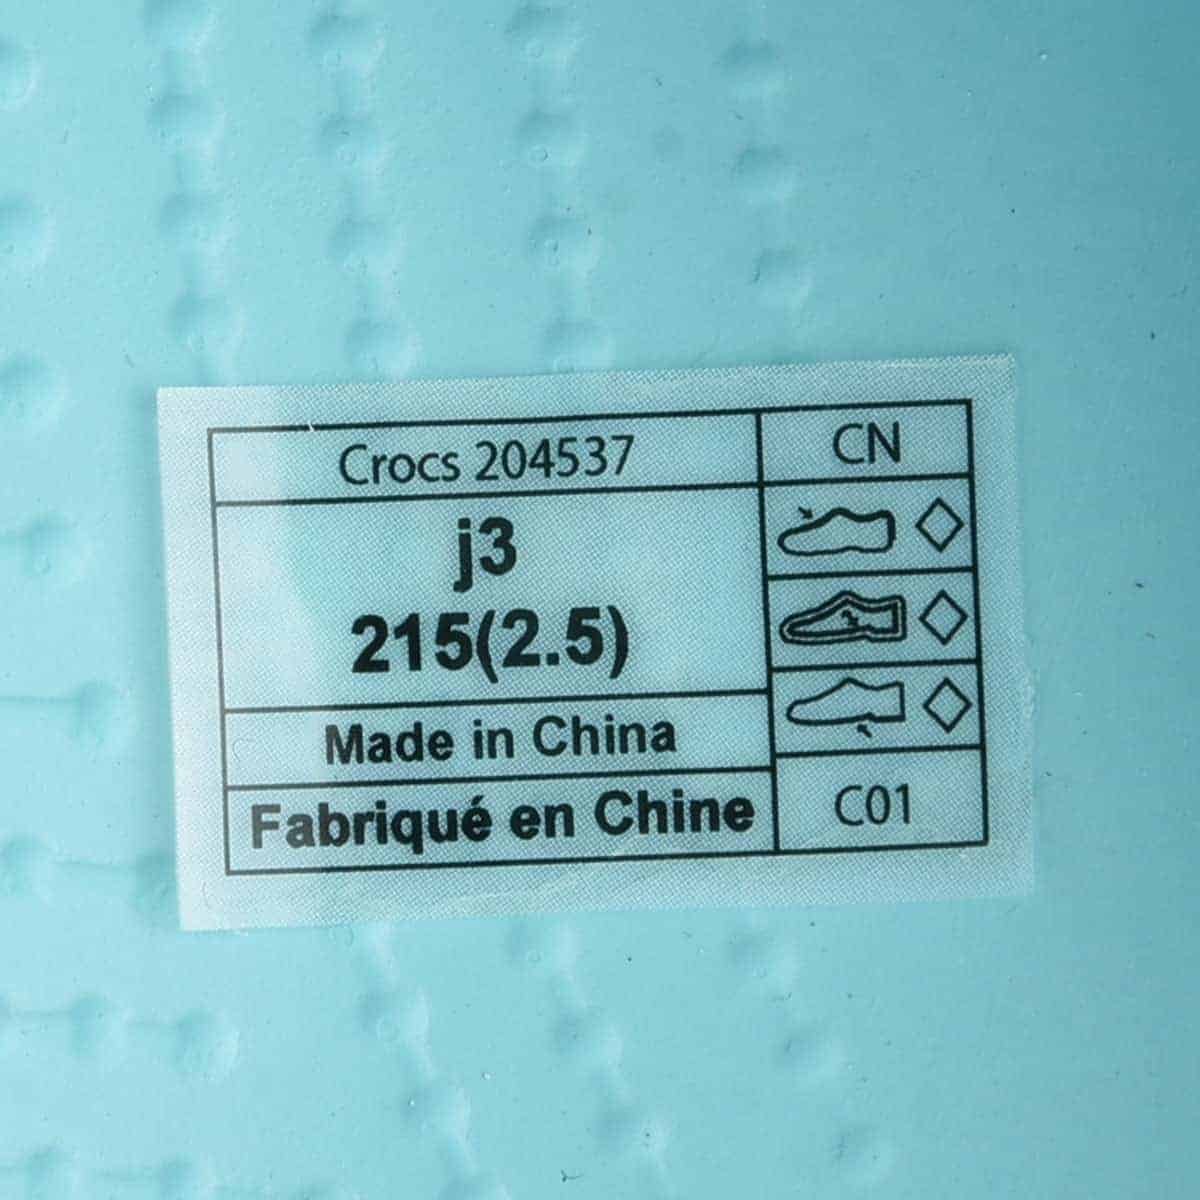 Crocs 204537
CN
j3
215(2.5)
Made in China
Fabriqué en Chine
C01